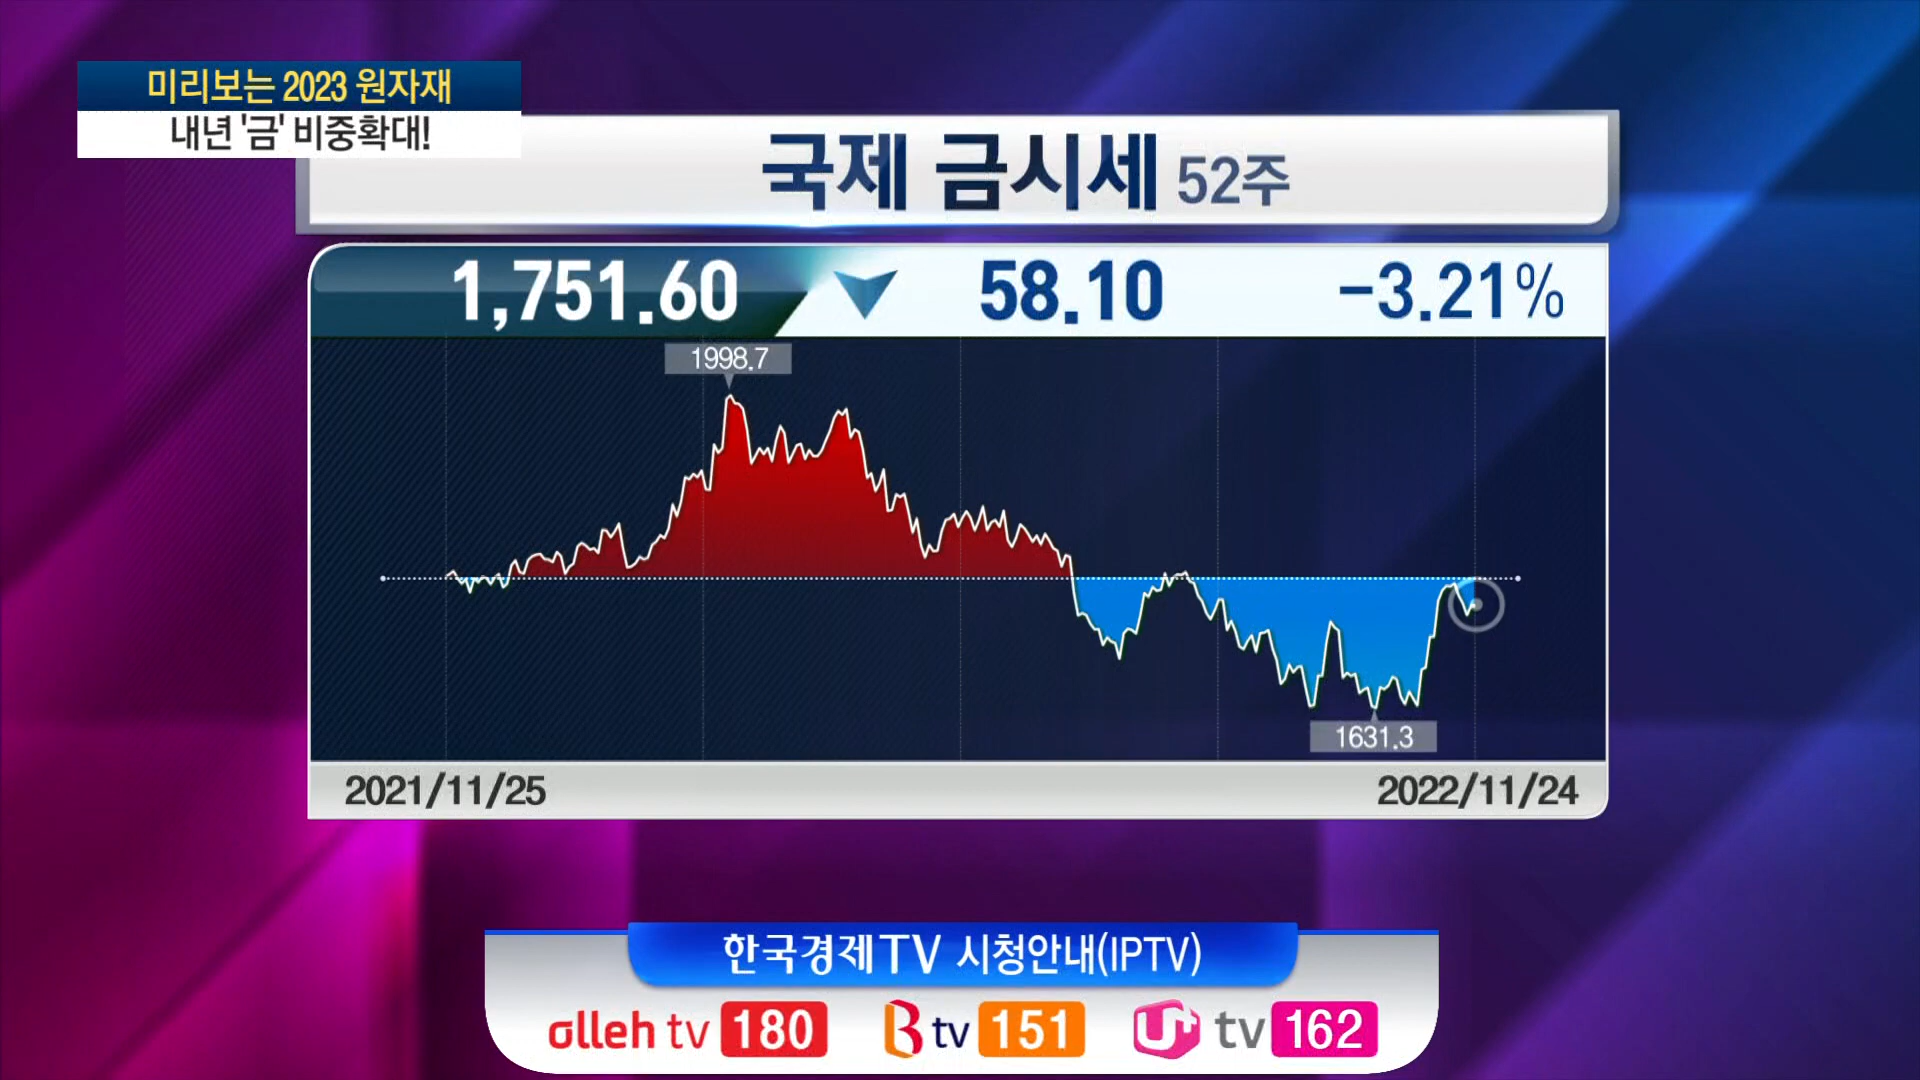 미리보는 2023 원자재
내년 '금' 비중확대!
국제 금시세 52주
1,751.60 ▼ 58.10 -3.21%
1998.7
1631.3
2021/11/25 2022/11/24
한국경제TV 시청안내(IPTV)
olleh tv 180 B tv 151 U+ tv 162